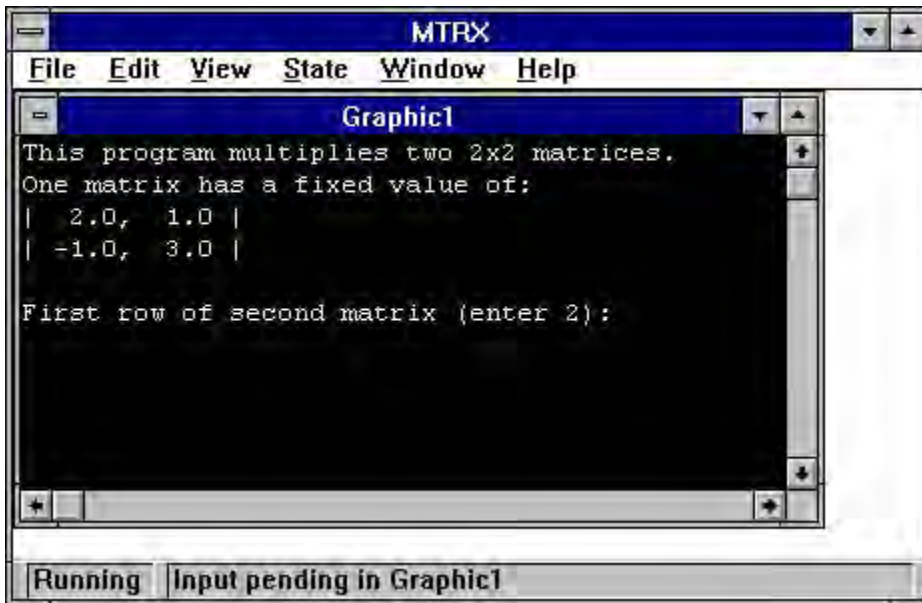 MTRX
File Edit View State Window Help
Graphic1
This program multiplies two 2x2 matrices.
One matrix has a fixed value of:
|  2.0,  1.0 |
| -1.0,  3.0 |
First row of second matrix (enter 2):
Running Input pending in Graphic1